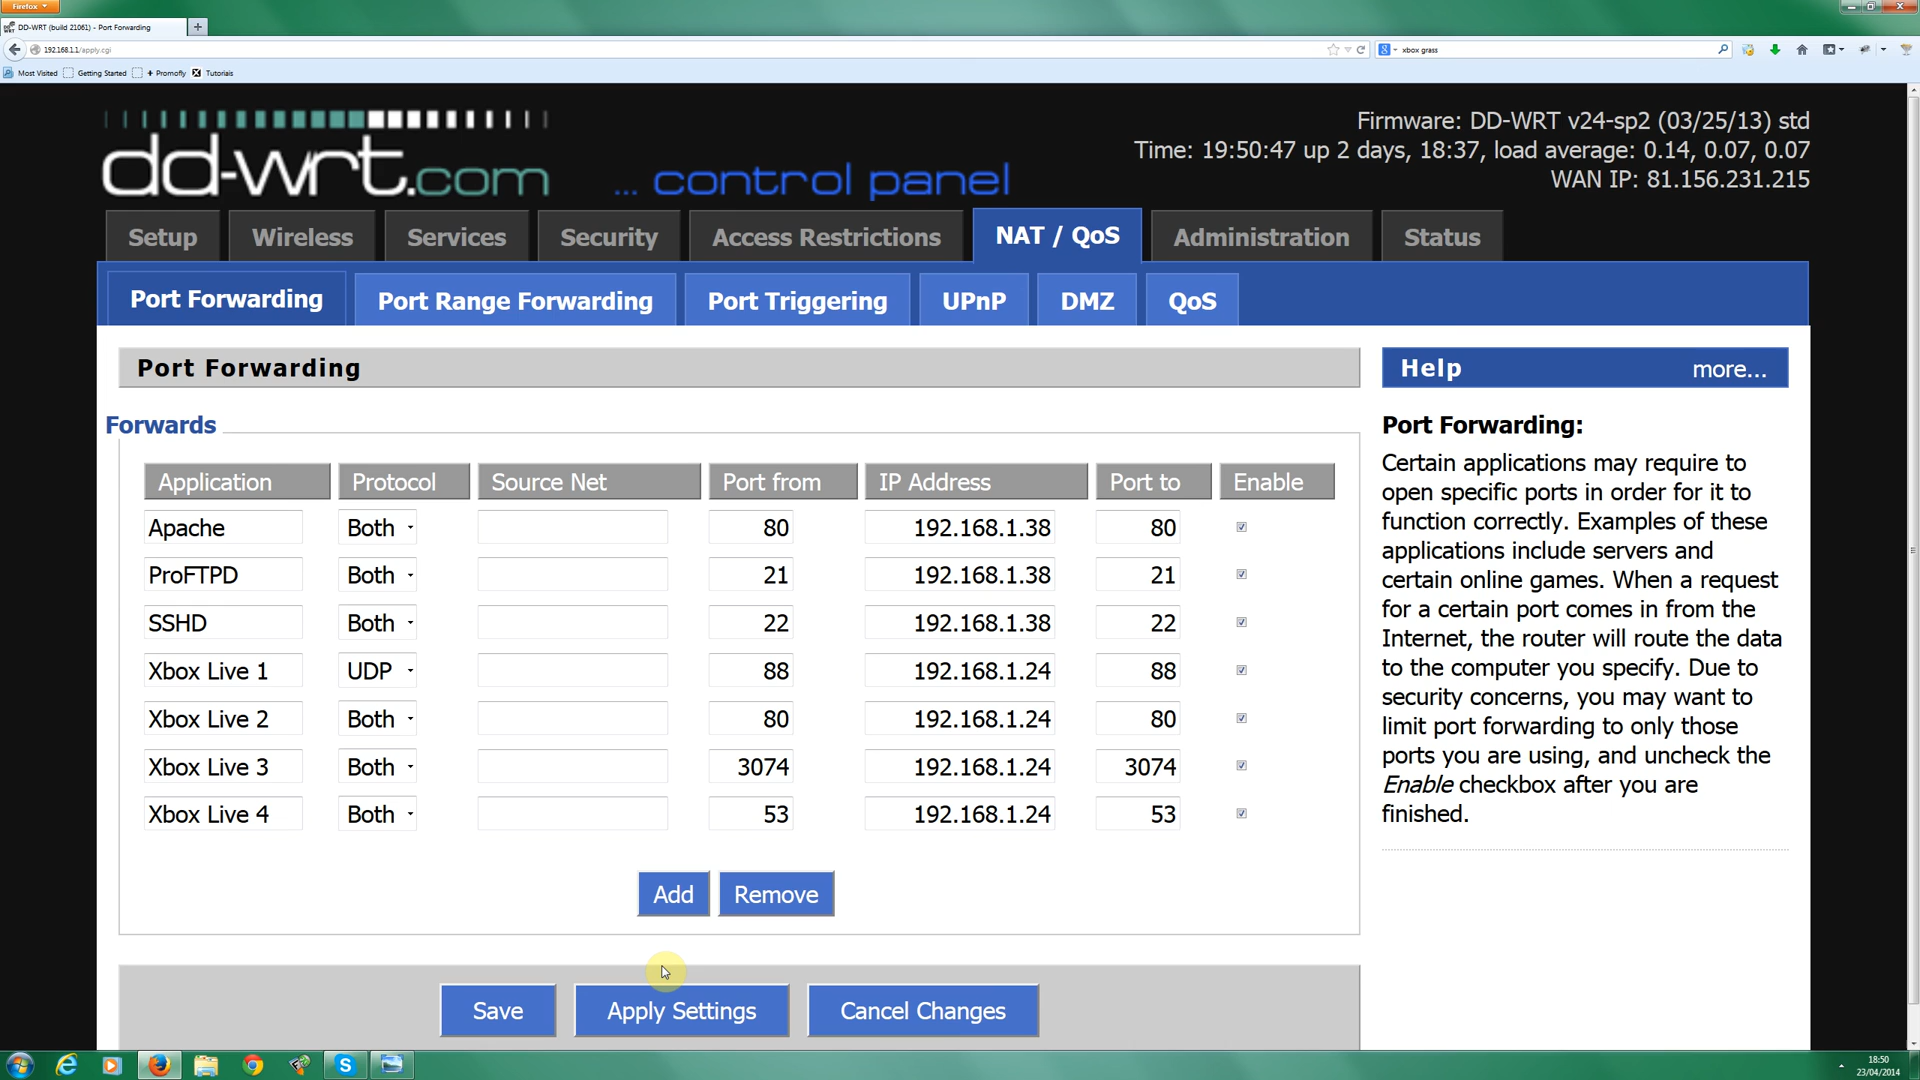 Firefox
DD-WRT (build 21061) - Port Forwarding
192.168.1.1/apply.cgi
xbox grass
Most Visited Getting Started + Promofly Tutorials
dd-wrt.com
... control panel
Firmware: DD-WRT v24-sp2 (03/25/13) std
Time: 19:50:47 up 2 days, 18:37, load average: 0.14, 0.07, 0.07
WAN IP: 81.156.231.215
Setup Wireless Services Security Access Restrictions NAT / QoS Administration Status
Port Forwarding Port Range Forwarding Port Triggering UPnP DMZ QoS
Port Forwarding
Forwards
Application Protocol Source Net Port from IP Address Port to Enable
Apache Both 80 192.168.1.38 80
ProFTPD Both 21 192.168.1.38 21
SSHD Both 22 192.168.1.38 22
Xbox Live 1 UDP 88 192.168.1.24 88
Xbox Live 2 Both 80 192.168.1.24 80
Xbox Live 3 Both 3074 192.168.1.24 3074
Xbox Live 4 Both 53 192.168.1.24 53
Add Remove
Save Apply Settings Cancel Changes
Help more...
Port Forwarding:
Certain applications may require to
open specific ports in order for it to
function correctly. Examples of these
applications include servers and
certain online games. When a request
for a certain port comes in from the
Internet, the router will route the data
to the computer you specify. Due to
security concerns, you may want to
limit port forwarding to only those
ports you are using, and uncheck the
Enable checkbox after you are
finished.
18:50
23/04/2014